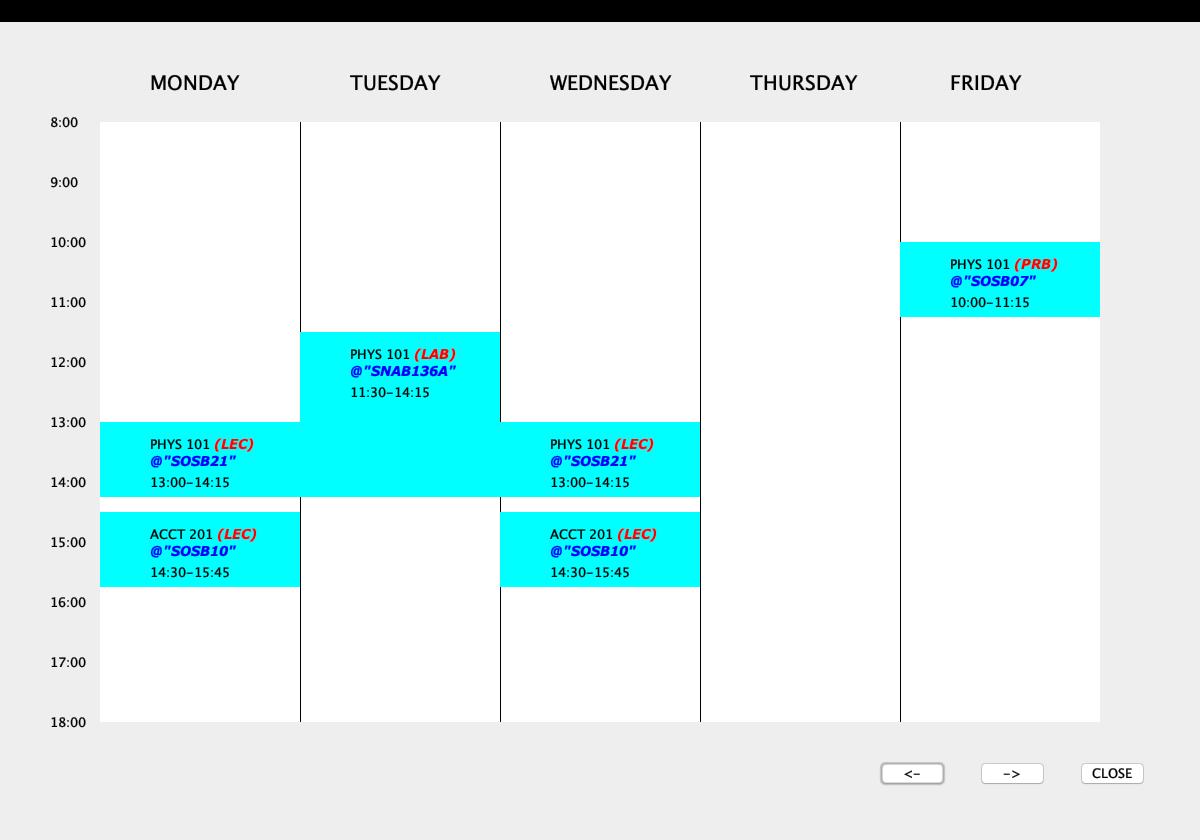 MONDAY TUESDAY WEDNESDAY THURSDAY FRIDAY
8:00
9:00
10:00
PHYS 101 (PRB)
@"SOSB07"
11:00 10:00-11:15
PHYS 101 (LAB)
12:00
@"SNAB136A"
11:30-14:15
13:00
PHYS 101 (LEC) PHYS 101 (LEC)
@"SOSB21" @"SOSB21"
14:00 13:00-14:15 13:00-14:15
ACCT 201 (LEC) ACCT 201 (LEC)
15:00
@"SOSB10" @"SOSB10"
14:30-15:45 14:30-15:45
16:00
17:00
18:00
<- -> CLOSE